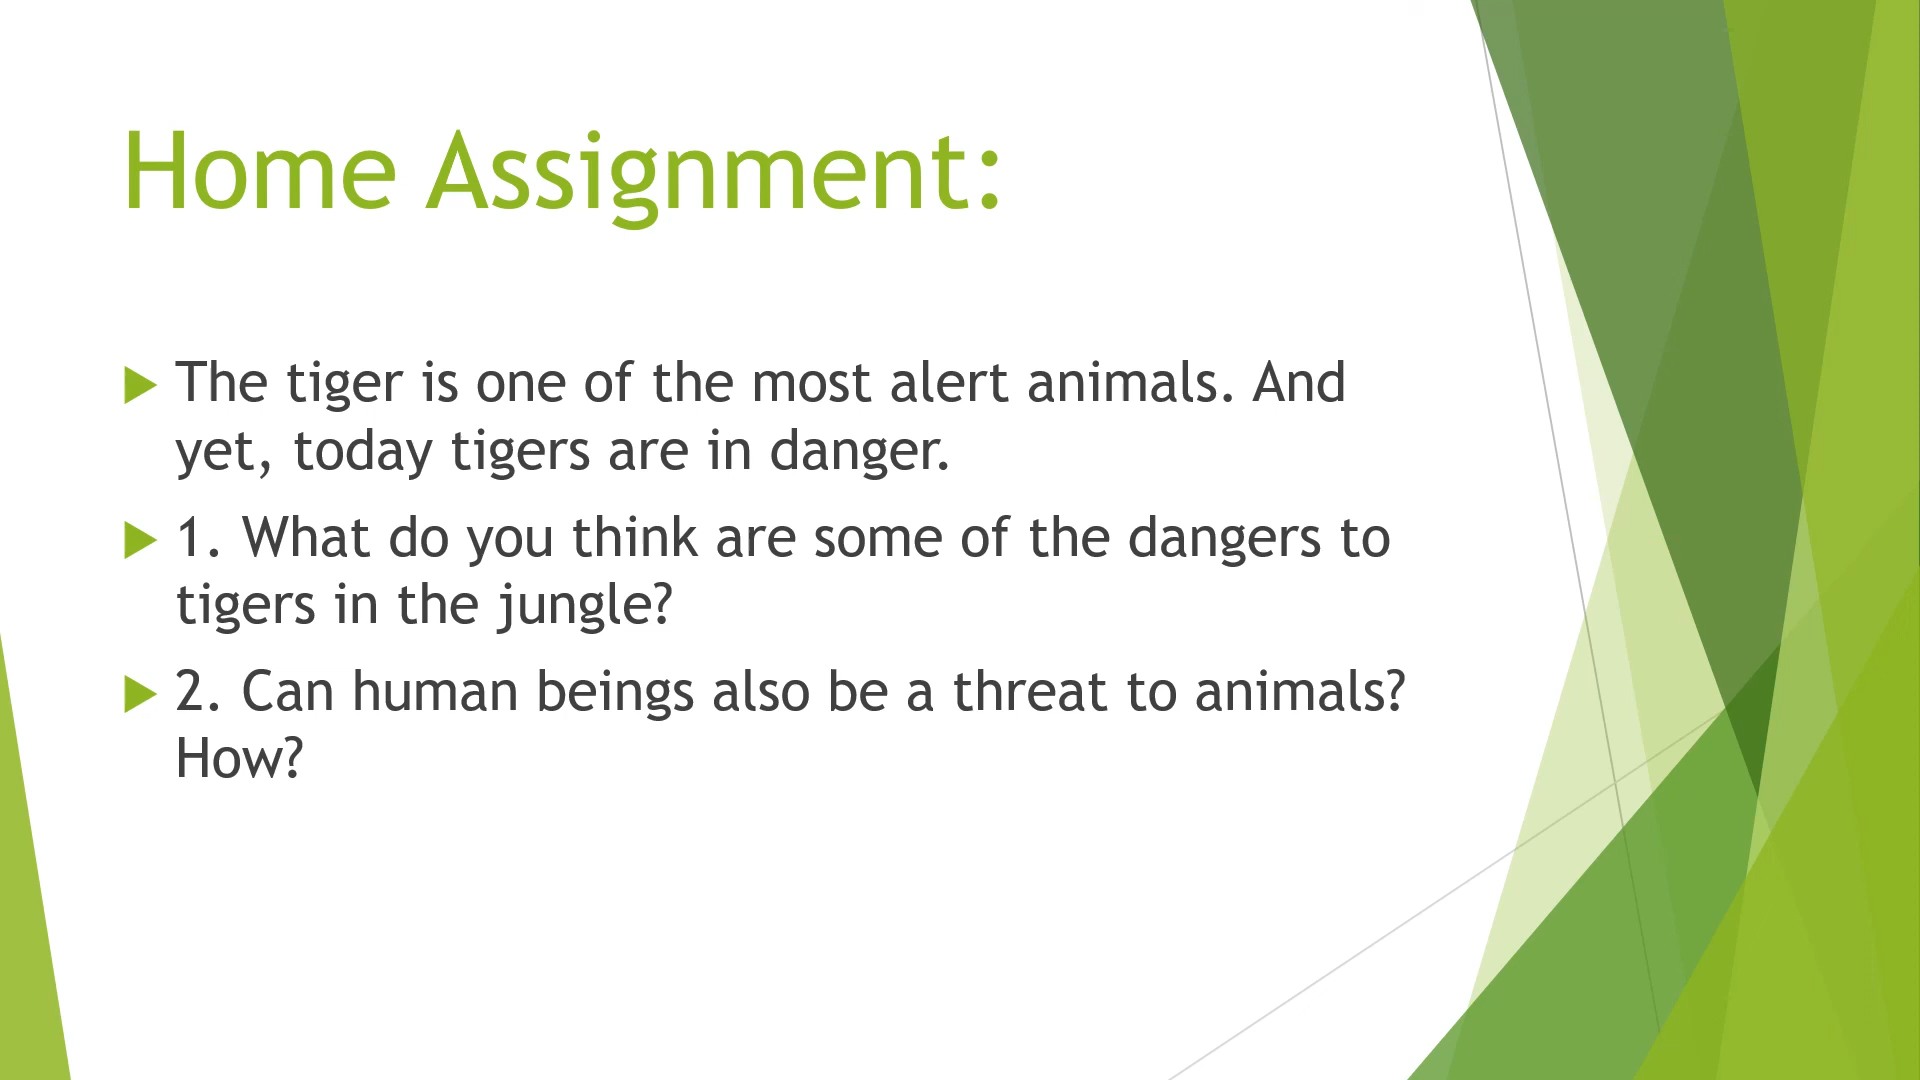 Home Assignment:
The tiger is one of the most alert animals. And
yet, today tigers are in danger.
1. What do you think are some of the dangers to
tigers in the jungle?
2. Can human beings also be a threat to animals?
How?